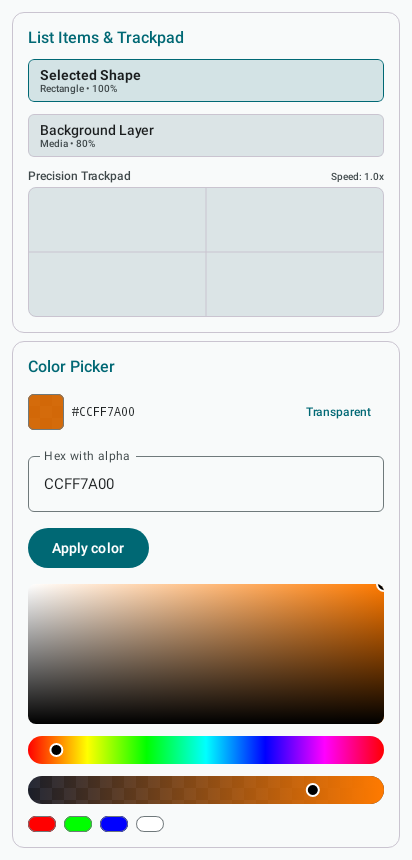 List Items & Trackpad
Selected Shape
Rectangle • 100%
Background Layer
Media • 80%
Precision Trackpad
Speed: 1.0x
Color Picker
#CCFF7A00
Transparent
Hex with alpha
CCFF7A00
Apply color